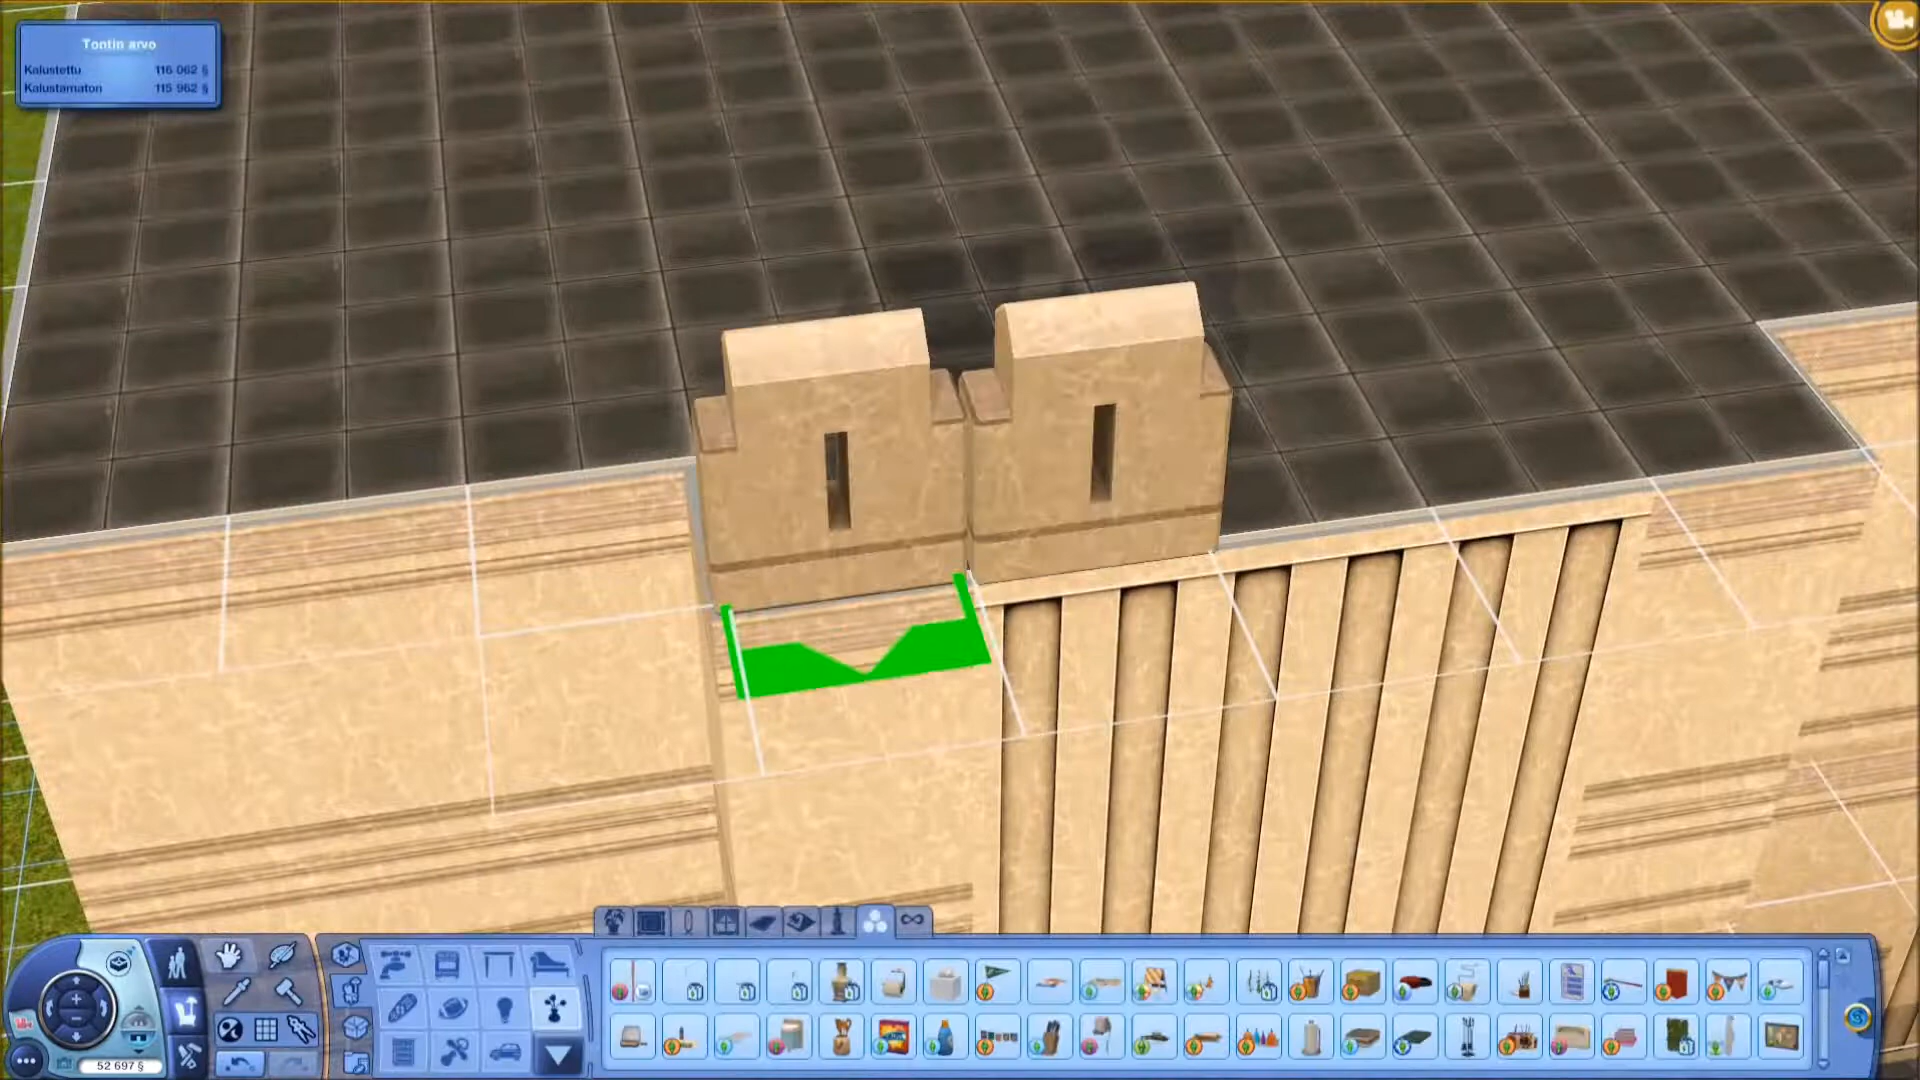 Tontin arvo
Kalustettu 116 062 §
Kalustamaton 115 962 §
52 697 §